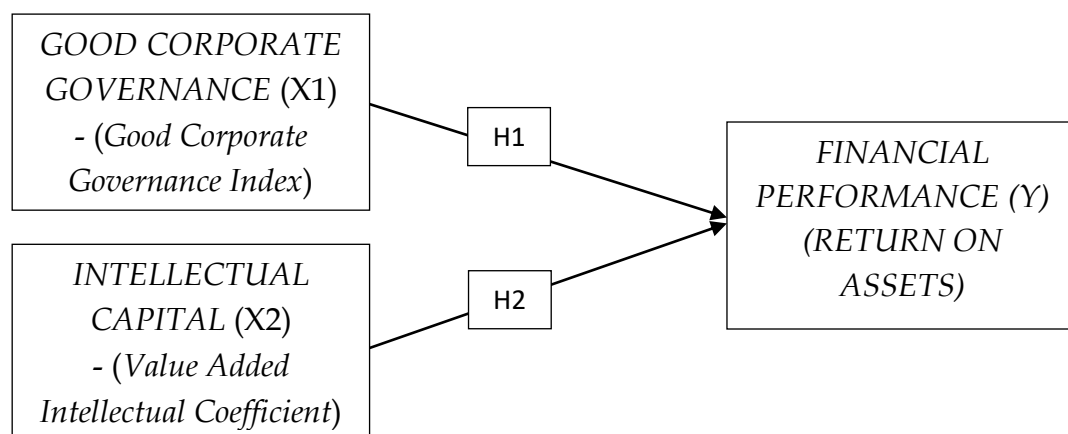 GOOD CORPORATE
GOVERNANCE (X1)
- (Good Corporate
Governance Index)
H1
FINANCIAL
PERFORMANCE (Y)
(RETURN ON
ASSETS)
INTELLECTUAL
CAPITAL (X2)
- (Value Added
Intellectual Coefficient)
H2